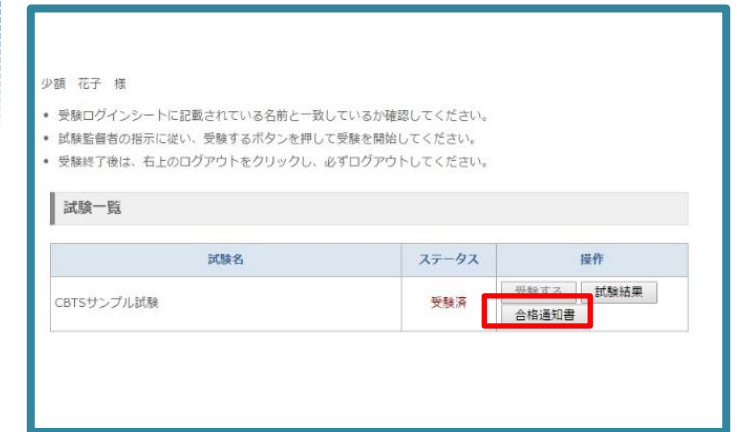 少額 花子 様
• 受験ログインシートに記載されている名前と一致しているか確認してください。
• 試験監督者の指示に従い、受験するボタンを押して受験を開始してください。
• 受験終了後は、右上のログアウトをクリックし、必ずログアウトしてください。
試験一覧
試験名 ステータス 操作
CBTSサンプル試験 受験済 受験する 試験結果
合格通知書